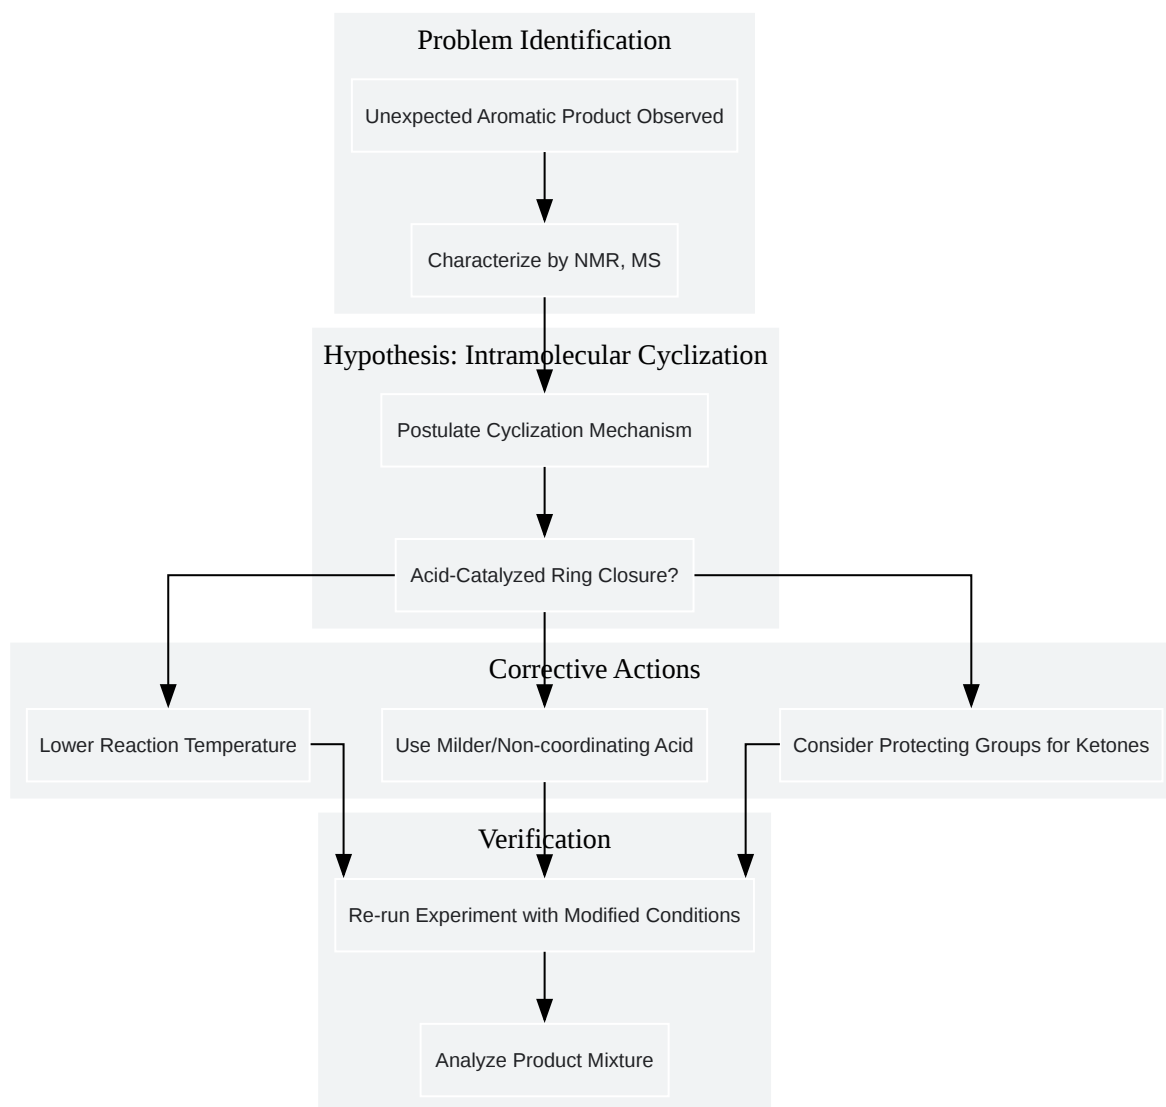 Problem Identification
Unexpected Aromatic Product Observed
Characterize by NMR, MS
Hypothesis: Intramolecular Cyclization
Postulate Cyclization Mechanism
Acid-Catalyzed Ring Closure?
Corrective Actions
Lower Reaction Temperature
Use Milder/Non-coordinating Acid
Consider Protecting Groups for Ketones
Verification
Re-run Experiment with Modified Conditions
Analyze Product Mixture